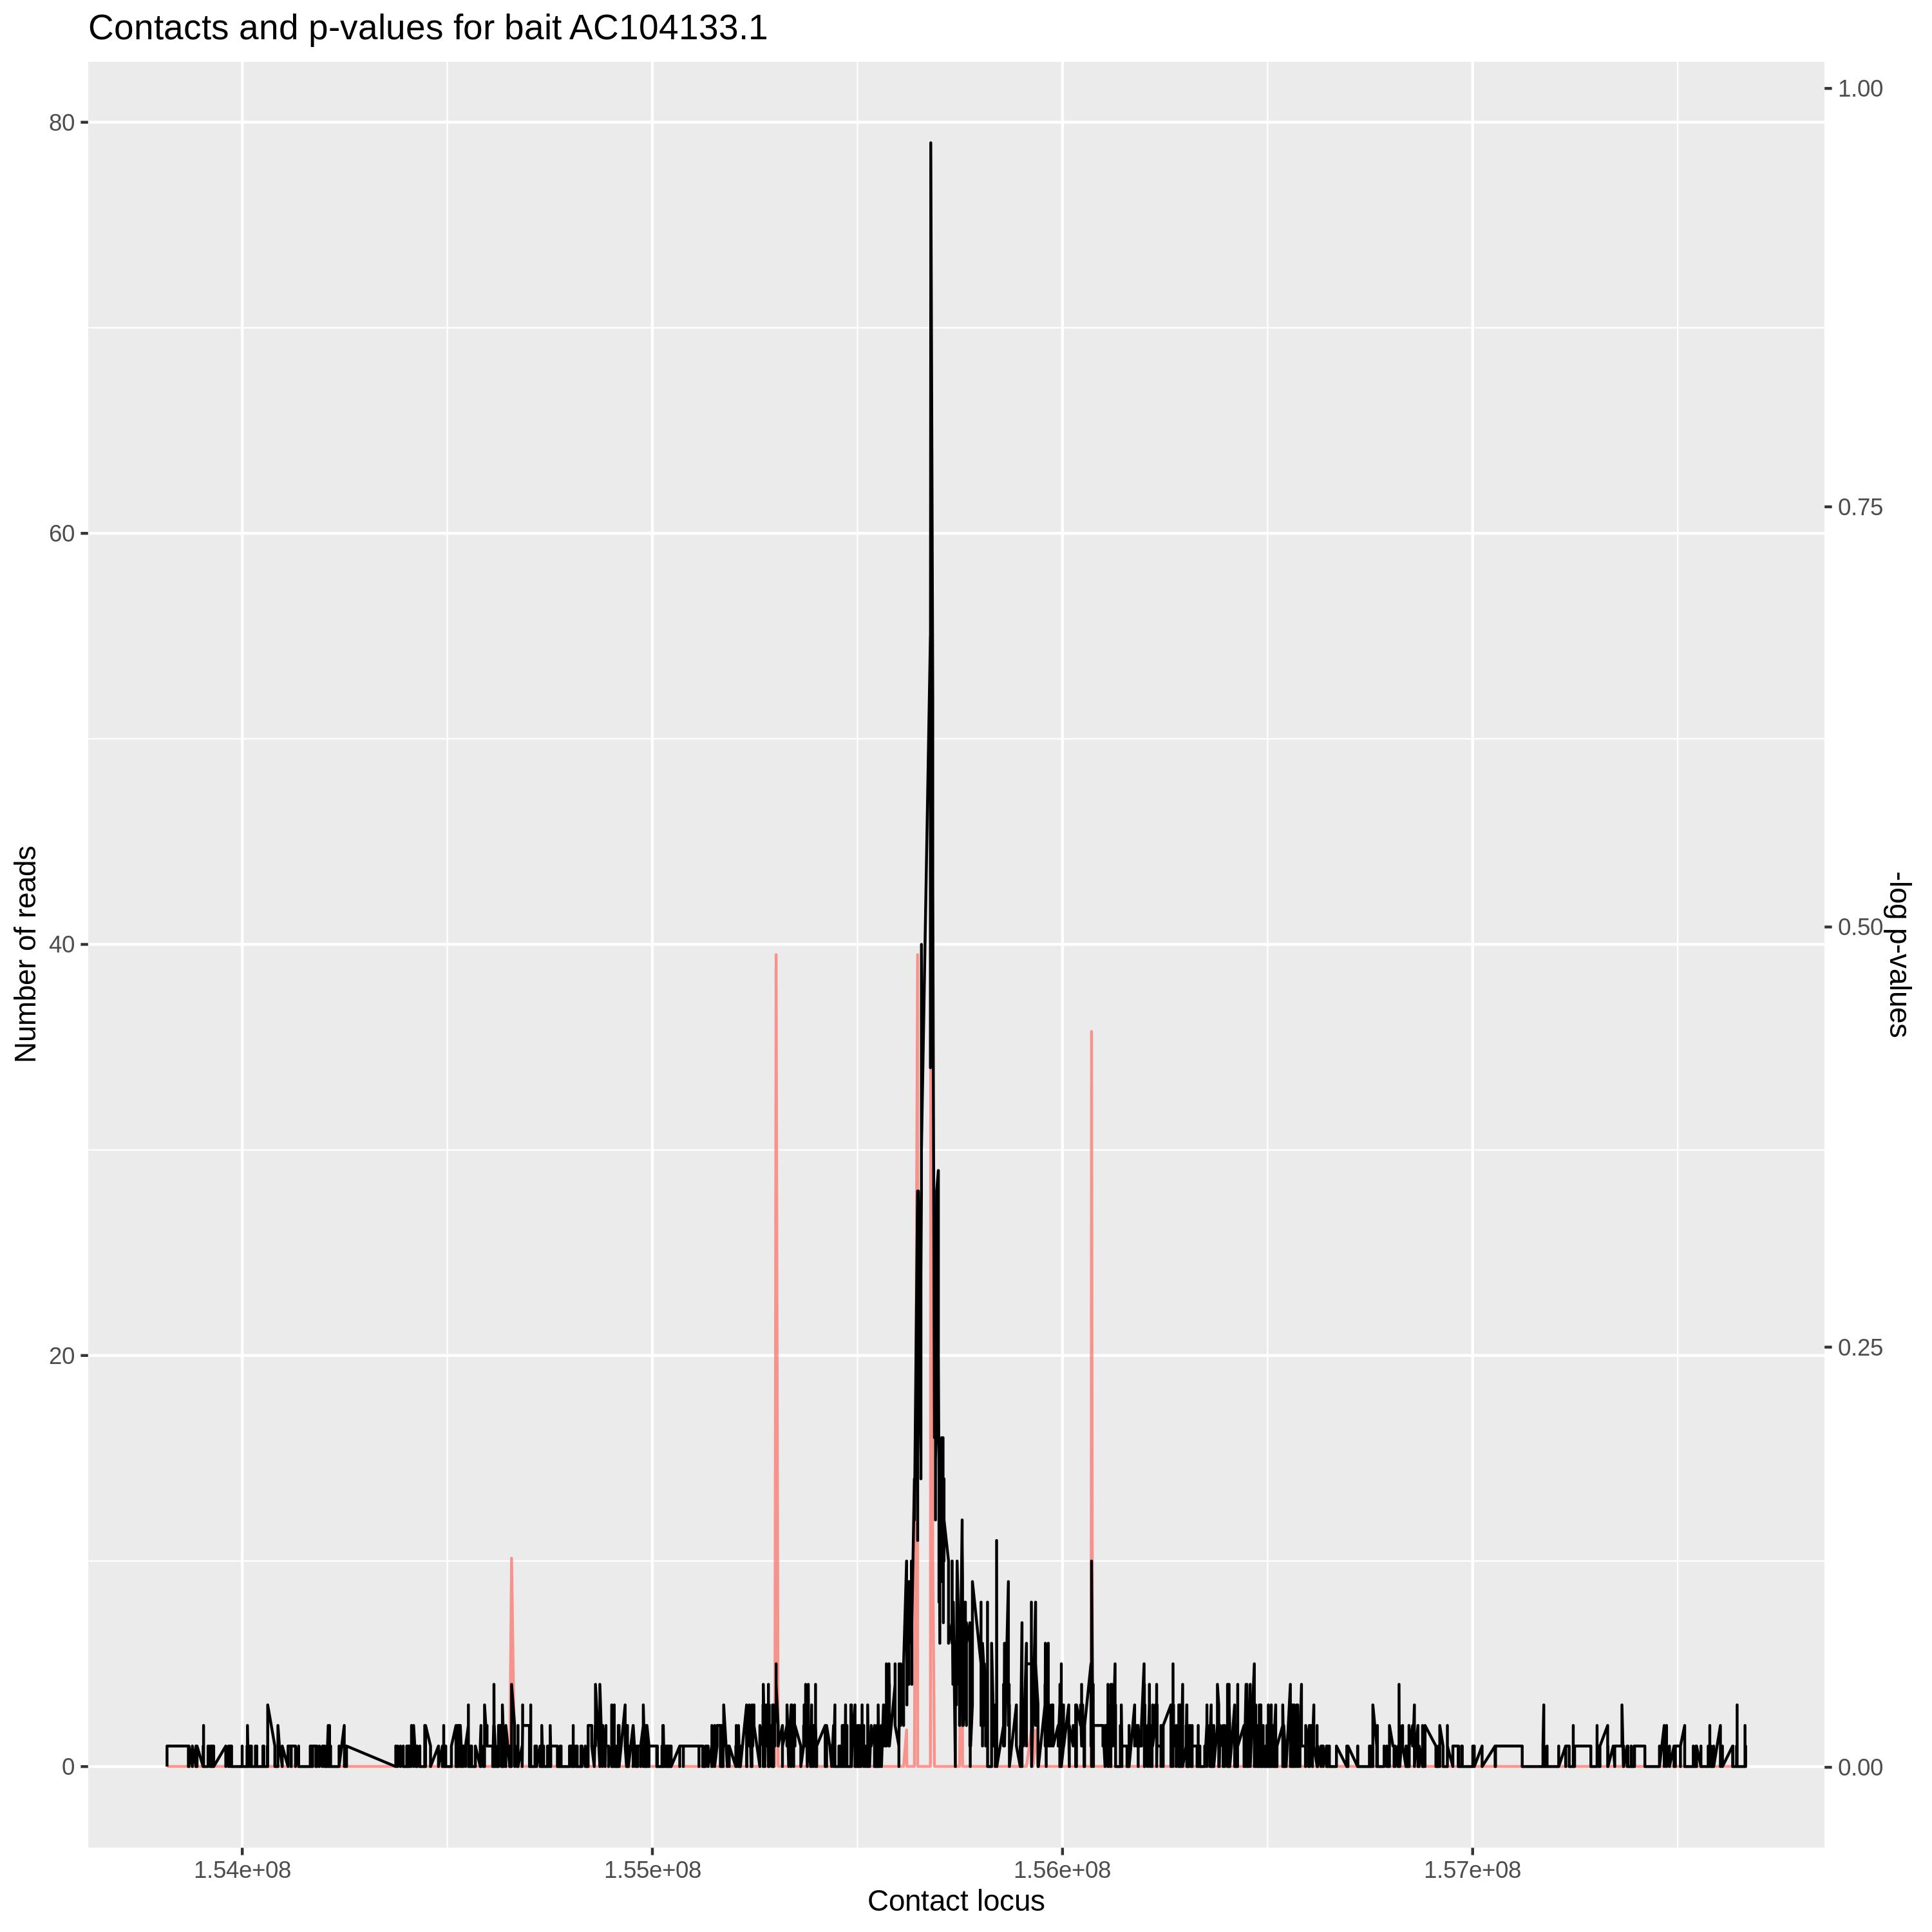 Contacts and p-values for bait AC104133.1
80
60
40
20
0
1.00
0.75
0.50
0.25
0.00
Number of reads
-log p-values
1.54e+08
1.55e+08
1.56e+08
1.57e+08
Contact locus